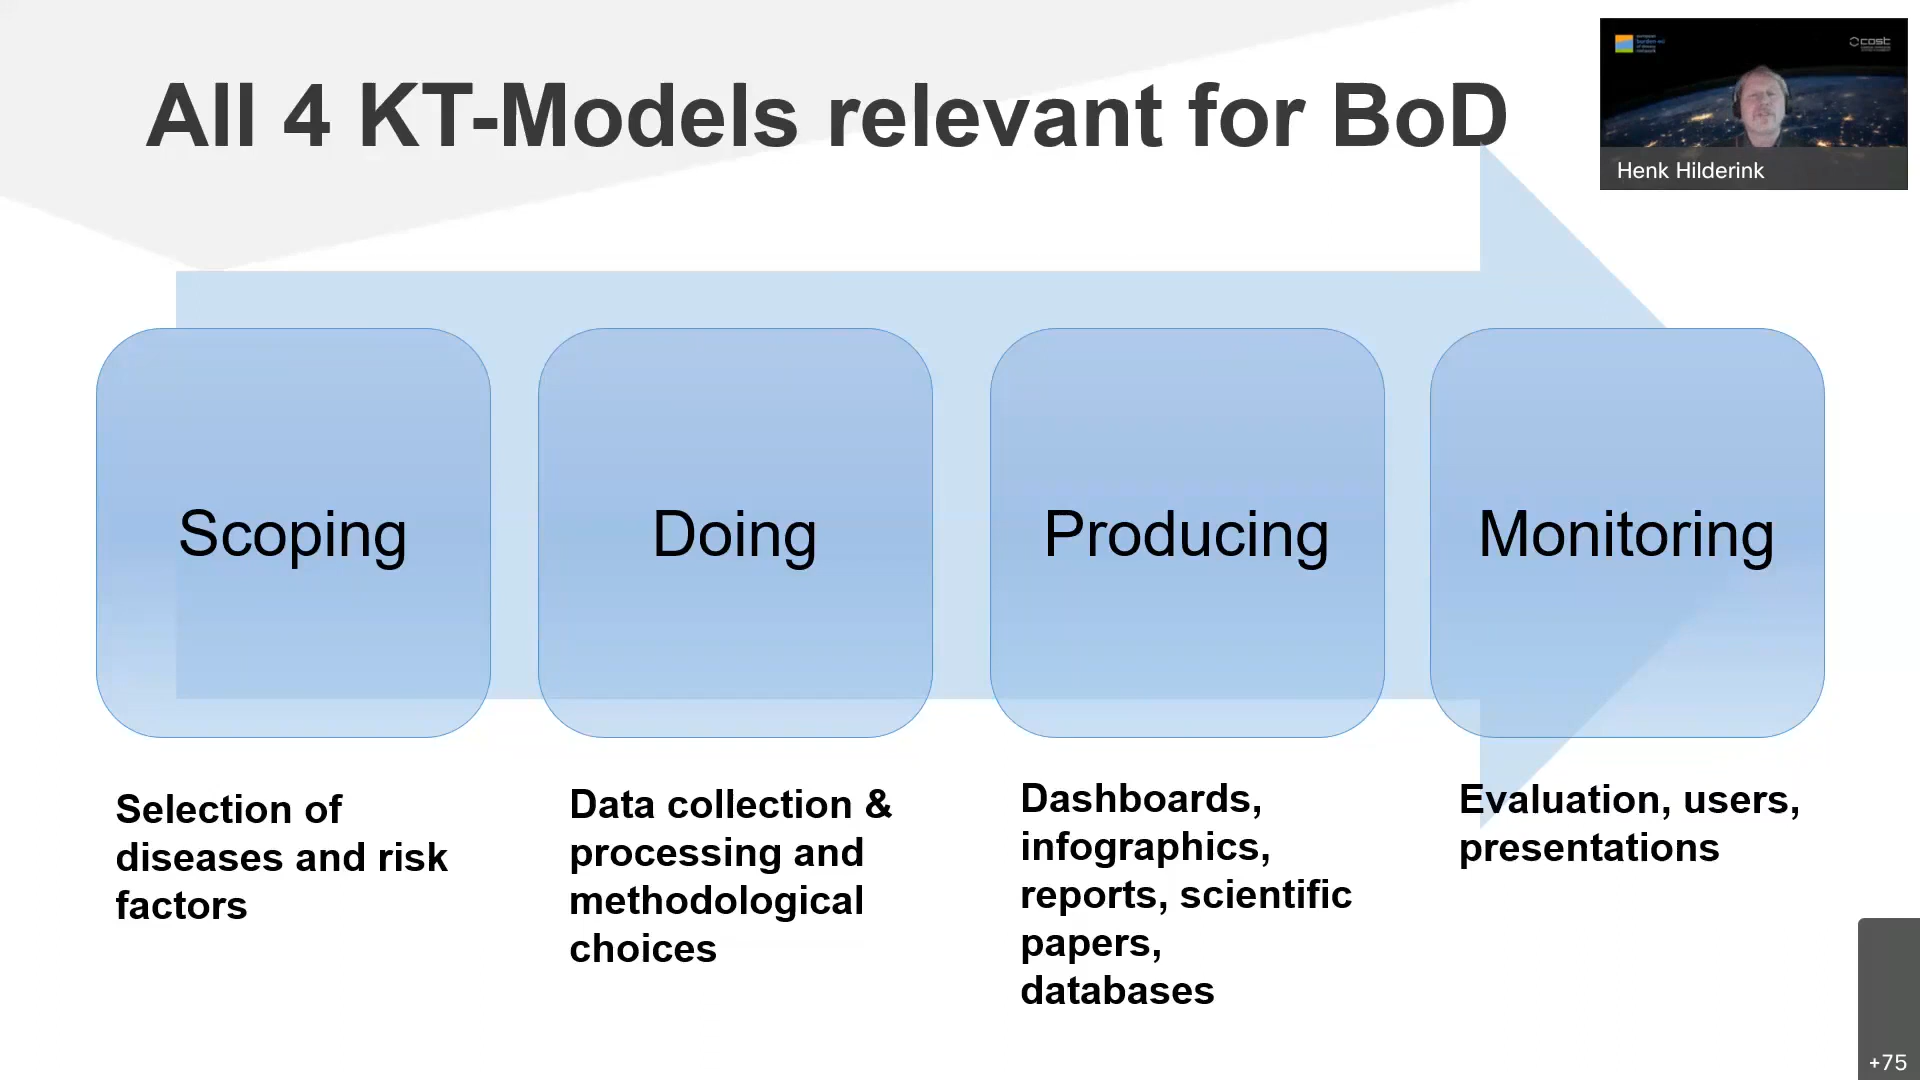 All 4 KT-Models relevant for BoD
cost
Henk Hilderink
Scoping
Doing
Producing
Monitoring
Selection of
diseases and risk
factors
Data collection &
processing and
methodological
choices
Dashboards,
infographics,
reports, scientific
papers,
databases
Evaluation, users,
presentations
+75